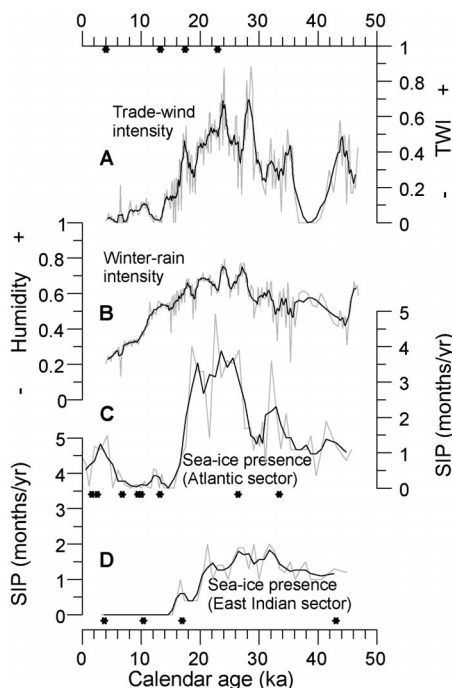 0 10 20 30 40 50
1
0.8
0.6
0.4
0.2
0
- TWI +
Trade-wind
intensity
A
1
0.8
0.6
0.4
0.2
0
- Humidity +
Winter-rain
intensity
B
5
4
3
2
1
0
SIP (months/yr)
C
Sea-ice presence
(Atlantic sector)
5
4
3
2
1
0
SIP (months/yr)
D
Sea-ice presence
(East Indian sector)
0 10 20 30 40 50
Calendar age (ka)